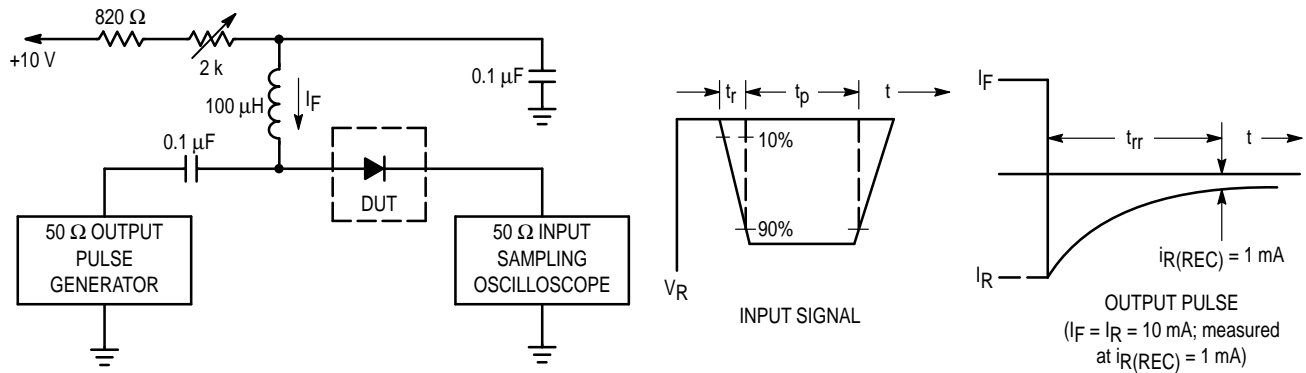 820 Ω
+10 V
2 k
0.1 µF
100 µH
IF
0.1 µF
DUT
50 Ω OUTPUT
PULSE
GENERATOR
50 Ω INPUT
SAMPLING
OSCILLOSCOPE
tr
tp
t
10%
90%
VR
INPUT SIGNAL
IF
trr
t
IR
iR(REC) = 1 mA
OUTPUT PULSE
(IF = IR = 10 mA; measured
at iR(REC) = 1 mA)